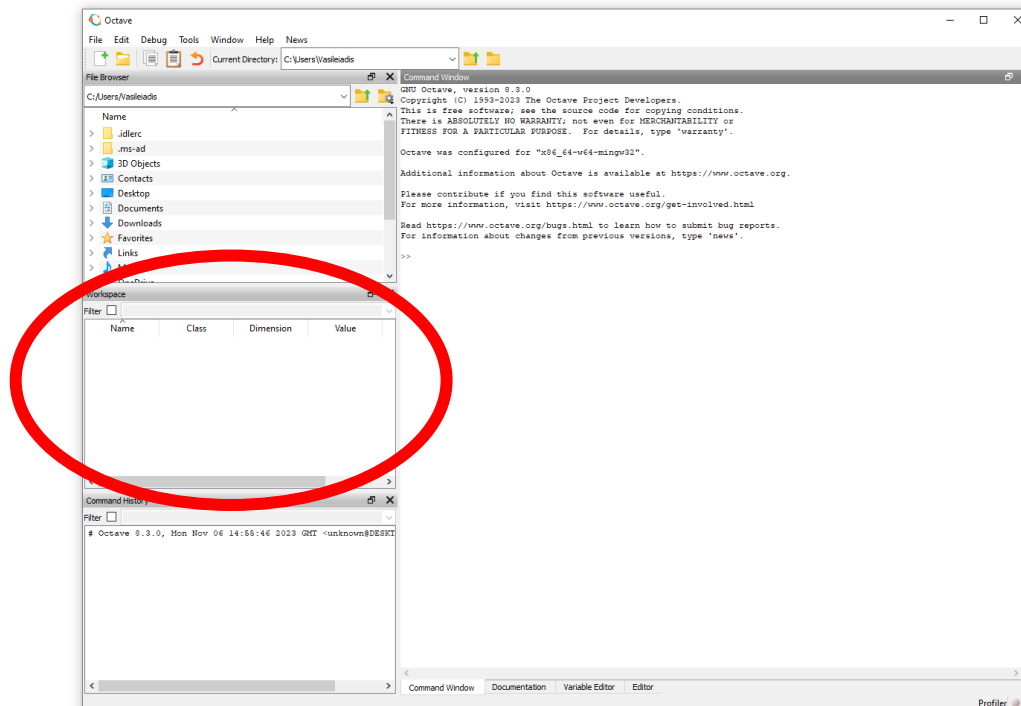 Octave
File Edit Debug Tools Window Help News
Current Directory: C:\Users\Vasileiadis
File Browser
C:/Users/Vasileiadis
Name
.idlerc
.ms-ad
3D Objects
Contacts
Desktop
Documents
Downloads
Favorites
Links
Workspace
Filter
Name Class Dimension Value
Command History
Filter
# Octave 8.3.0, Mon Nov 06 14:55:46 2023 GMT <unknown@DESKT
Command Window
GNU Octave, version 8.3.0
Copyright (C) 1993-2023 The Octave Project Developers.
This is free software; see the source code for copying conditions.
There is ABSOLUTELY NO WARRANTY; not even for MERCHANTABILITY or
FITNESS FOR A PARTICULAR PURPOSE.  For details, type 'warranty'.
Octave was configured for "x86_64-w64-mingw32".
Additional information about Octave is available at https://www.octave.org.
Please contribute if you find this software useful.
For more information, visit https://www.octave.org/get-involved.html
Read https://www.octave.org/bugs.html to learn how to submit bug reports.
For information about changes from previous versions, type 'news'.
>>
Command Window Documentation Variable Editor Editor
Profiler